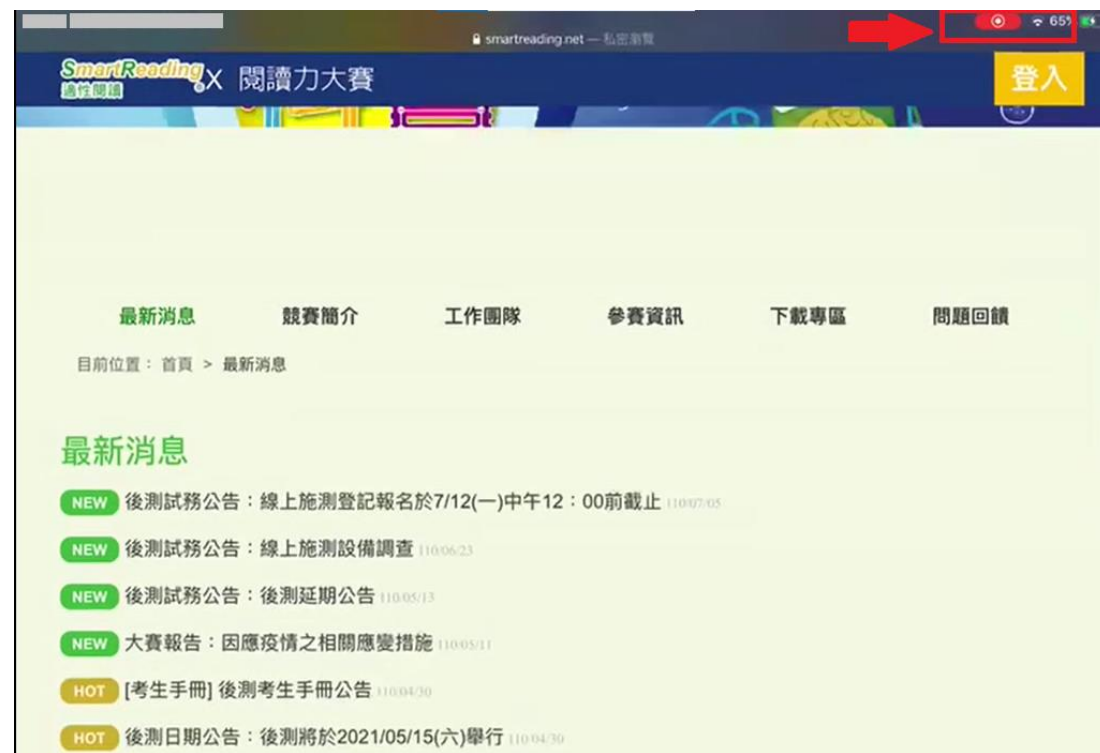 smartreading.net — 私密瀏覽
65%
SmartReading X 閱讀力大賽
適性閱讀
登入
最新消息 競賽簡介 工作團隊 參賽資訊 下載專區 問題回饋
目前位置： 首頁 > 最新消息
最新消息
NEW 後測試務公告：線上施測登記報名於7/12(一)中午12：00前截止 110/07/05
NEW 後測試務公告：線上施測設備調查 110/06/23
NEW 後測試務公告：後測延期公告 110/05/13
NEW 大賽報告：因應疫情之相關應變措施 110/05/11
HOT [考生手冊] 後測考生手冊公告 110/04/30
HOT 後測日期公告：後測將於2021/05/15(六)舉行 110/04/30